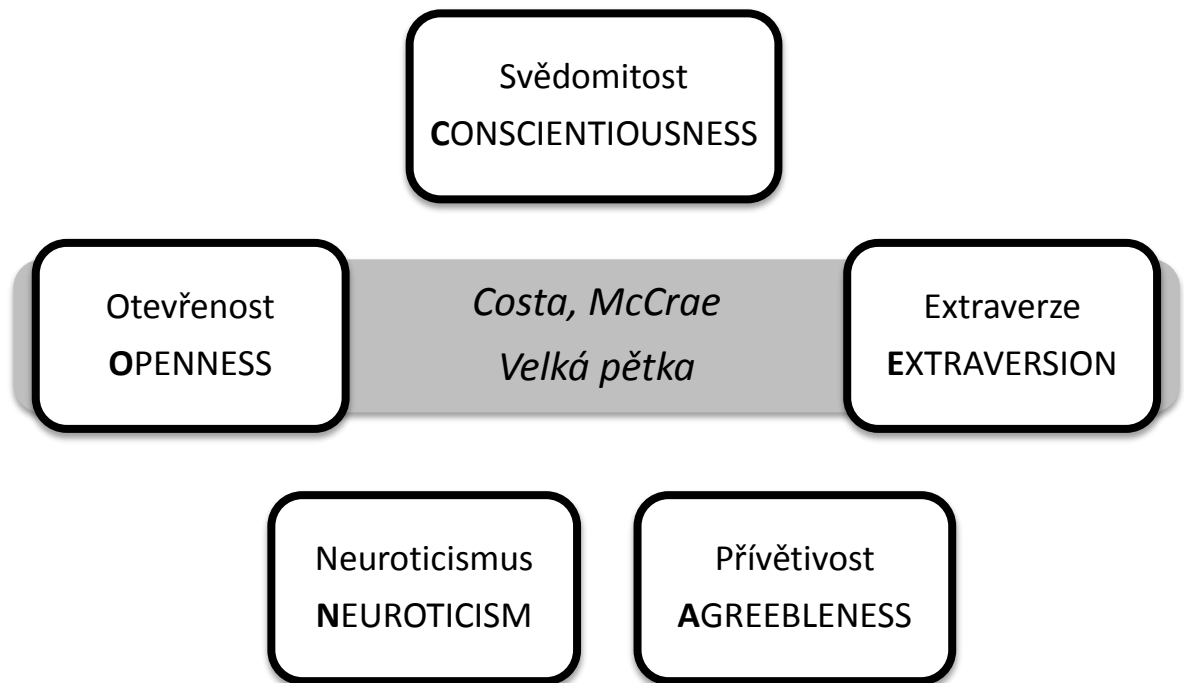 Svědomitost
CONSCIENTIOUSNESS
Otevřenost
OPENNESS
Costa, McCrae
Velká pětka
Extraverze
EXTRAVERSION
Neuroticismus
NEUROTICISM
Přívětivost
AGREEBLENESS